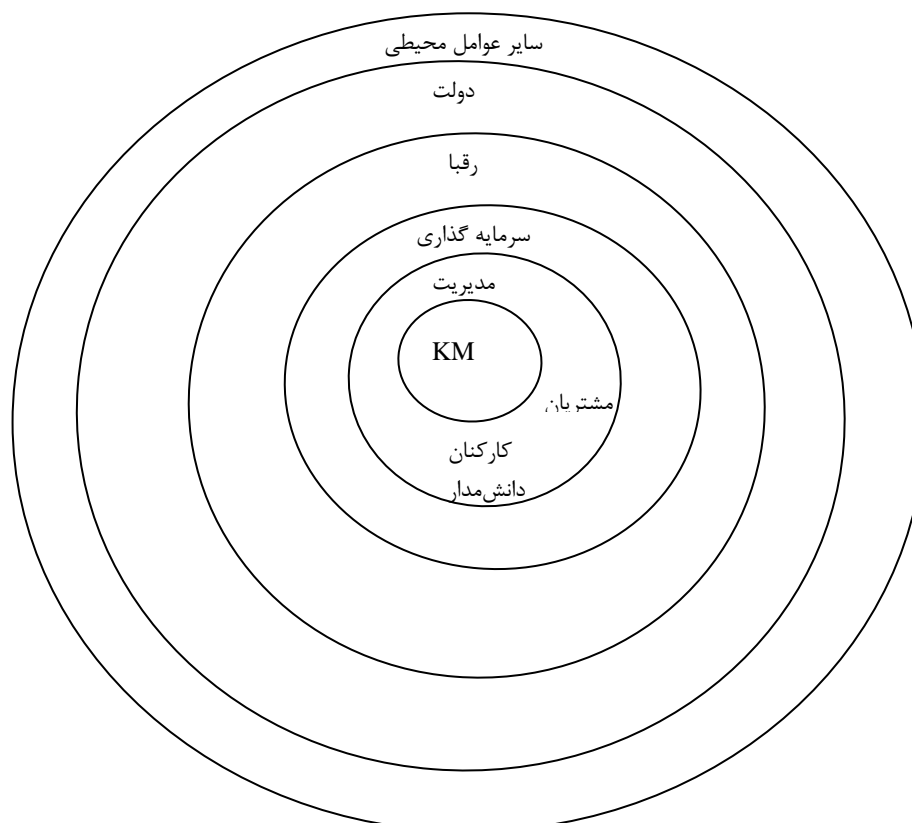 سایر عوامل محیطی
دولت
رقبا
سرمایه گذاری
مدیریت
KM
مشتریان
کارکنان
دانش‌مدار